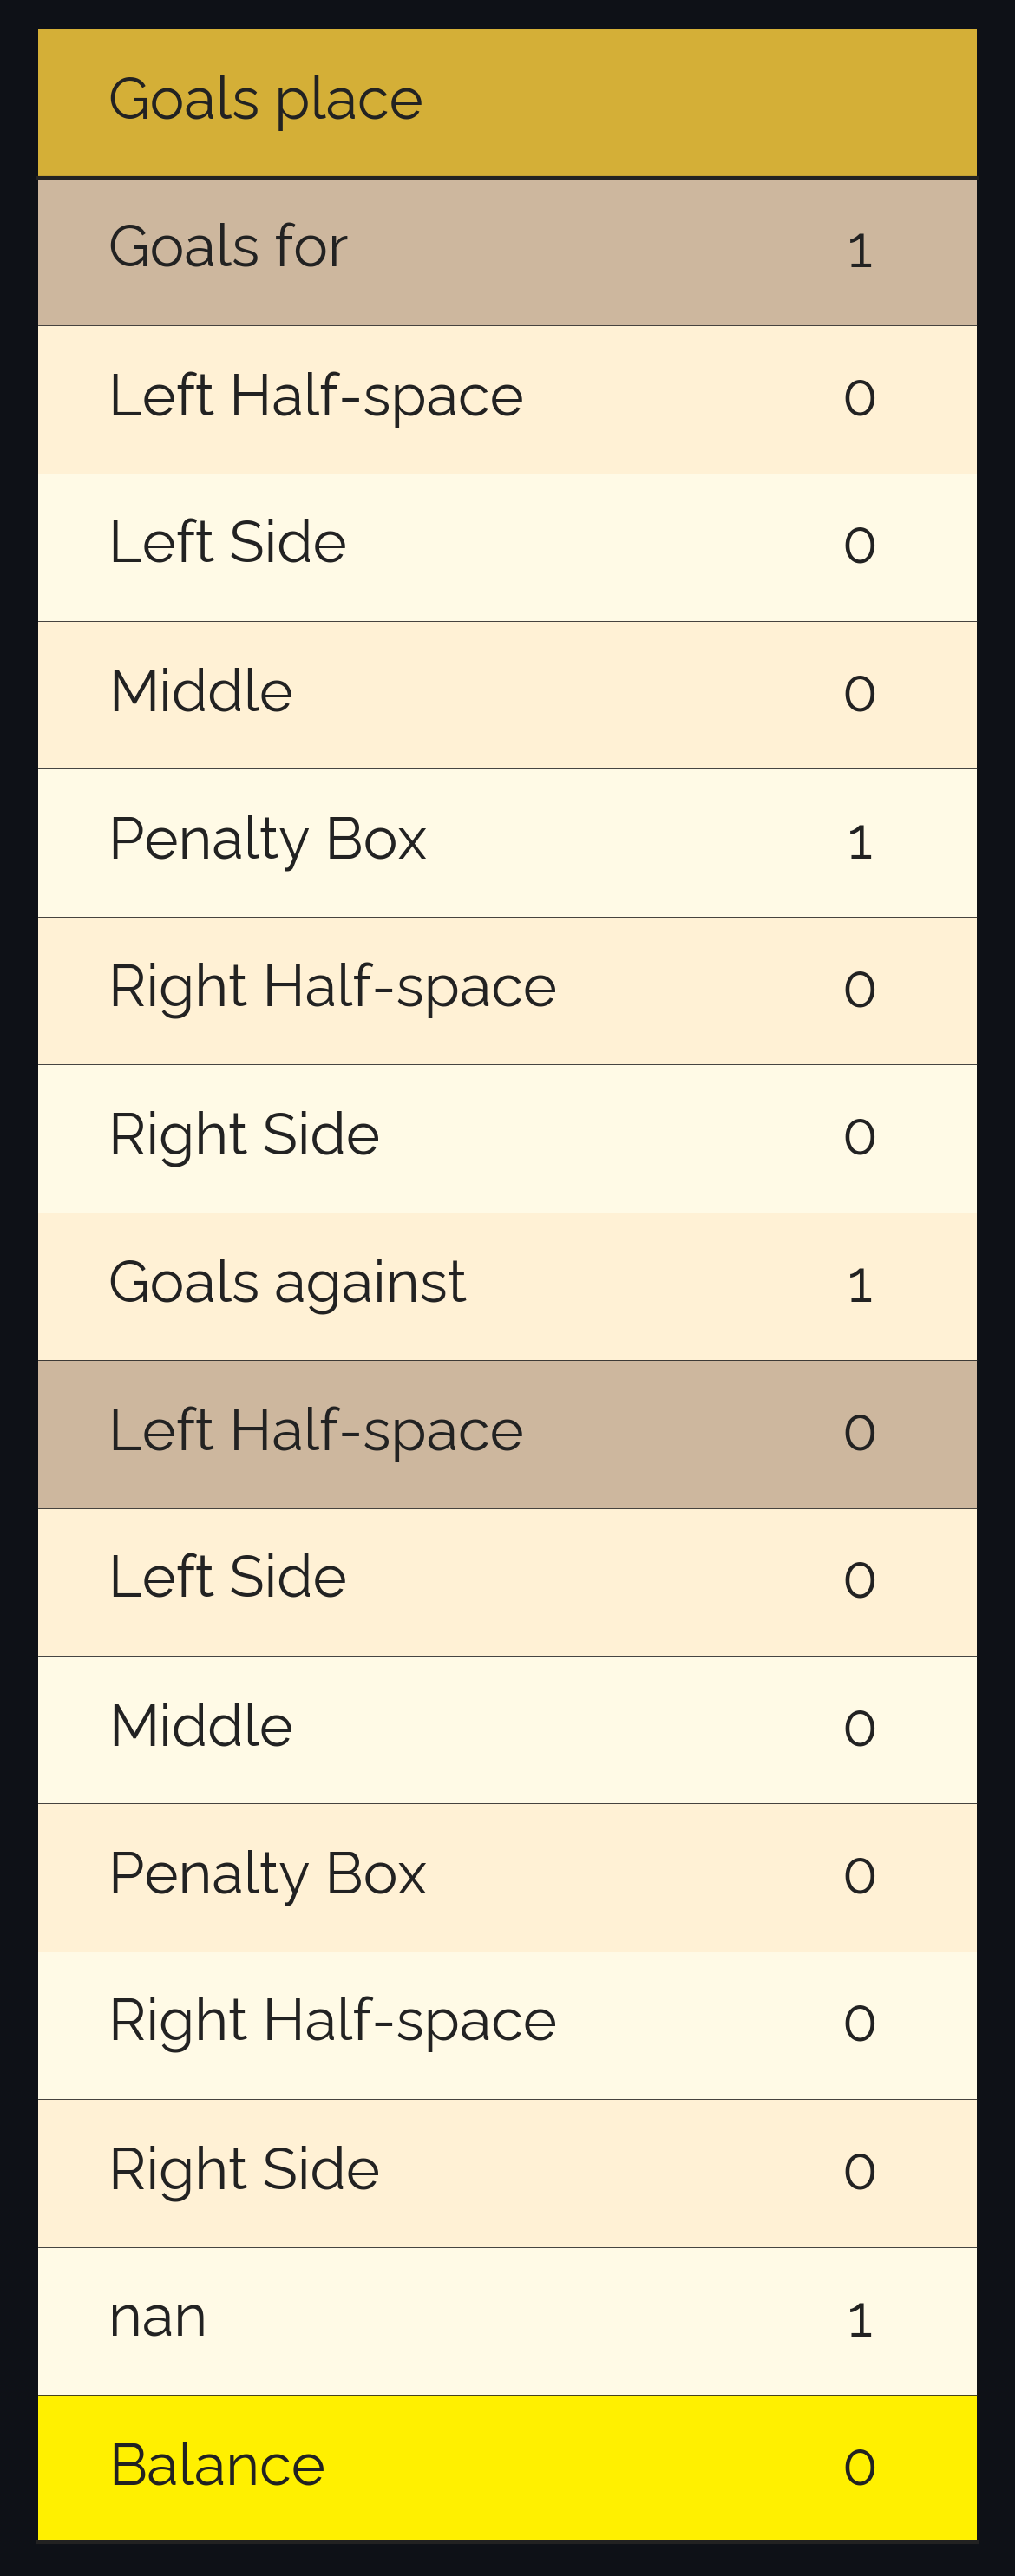 Goals place
Goals for 1
Left Half-space 0
Left Side 0
Middle 0
Penalty Box 1
Right Half-space 0
Right Side 0
Goals against 1
Left Half-space 0
Left Side 0
Middle 0
Penalty Box 0
Right Half-space 0
Right Side 0
nan 1
Balance 0